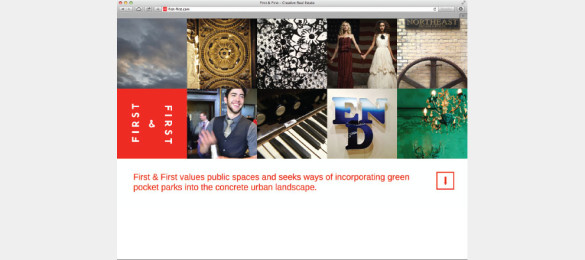 First & First – Creative Real Estate
first-first.com
NORTHEAST
FIRST
&
FIRST
END
First & First values public spaces and seeks ways of incorporating green
pocket parks into the concrete urban landscape.
I